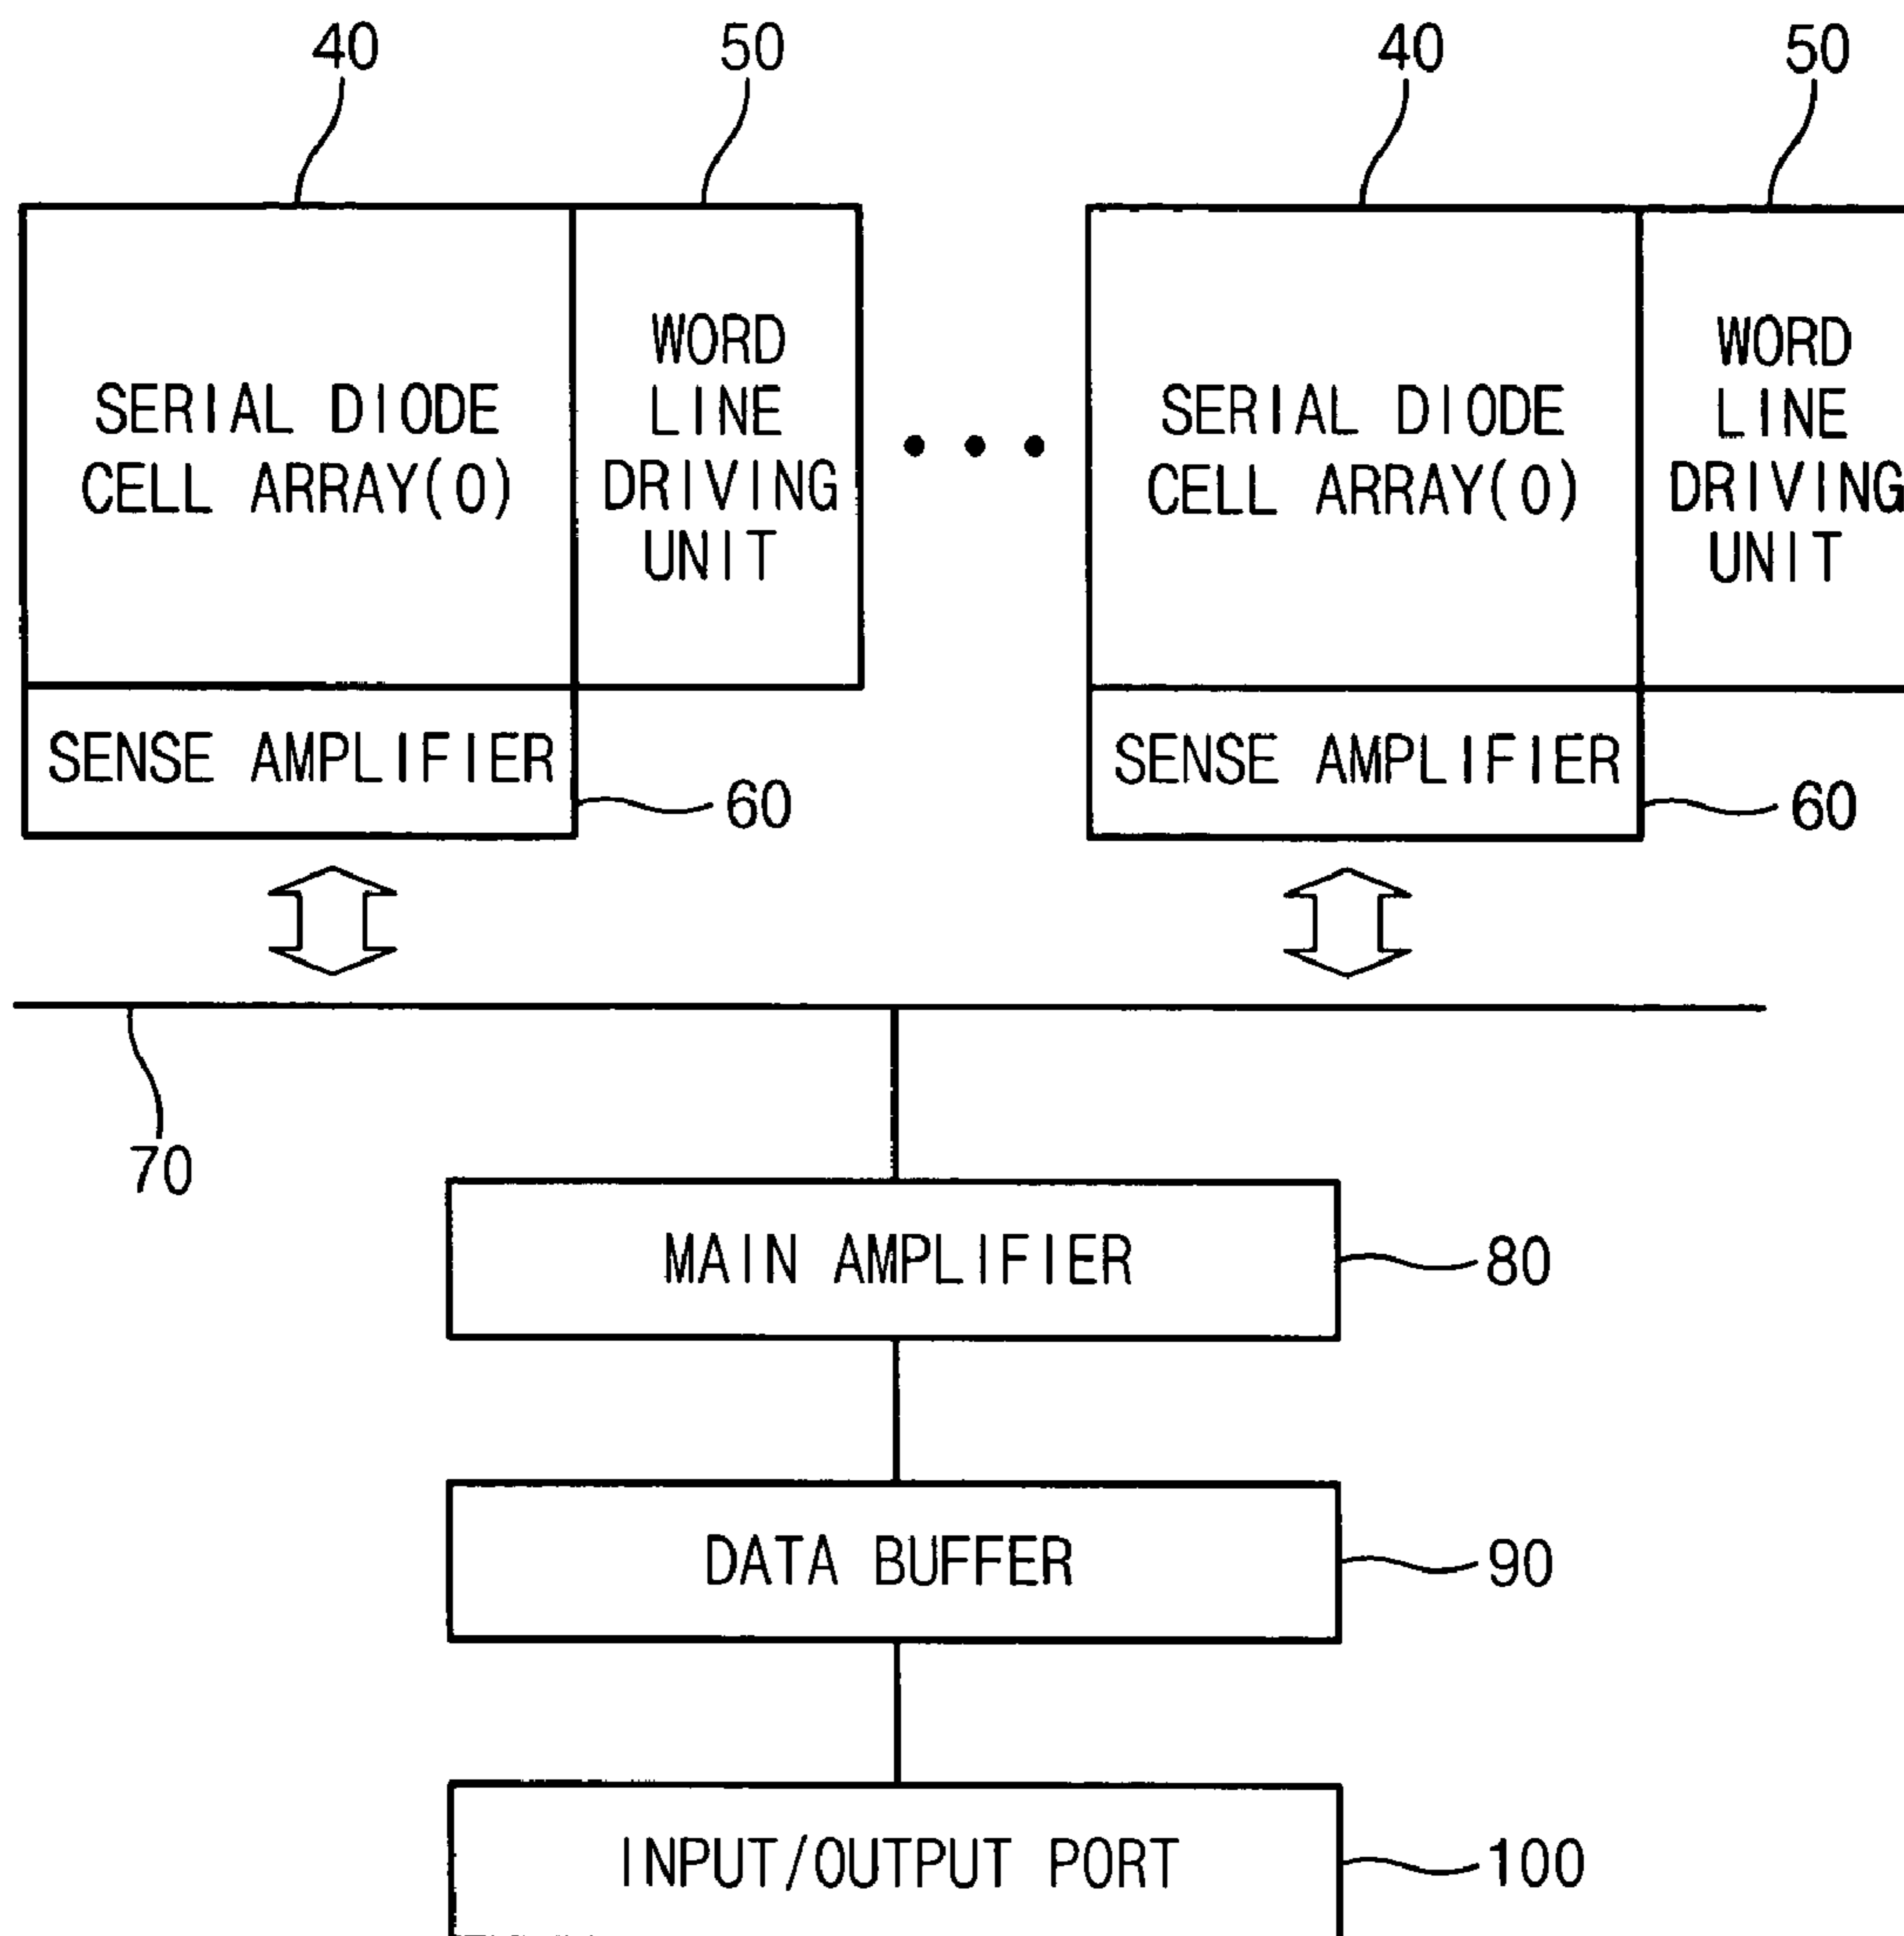 40
50
40
50
SERIAL DIODE
CELL ARRAY(0)
WORD
LINE
DRIVING
UNIT
SERIAL DIODE
CELL ARRAY(0)
WORD
LINE
DRIVING
UNIT
SENSE AMPLIFIER
60
SENSE AMPLIFIER
60
70
MAIN AMPLIFIER
80
DATA BUFFER
90
INPUT/OUTPUT PORT
100